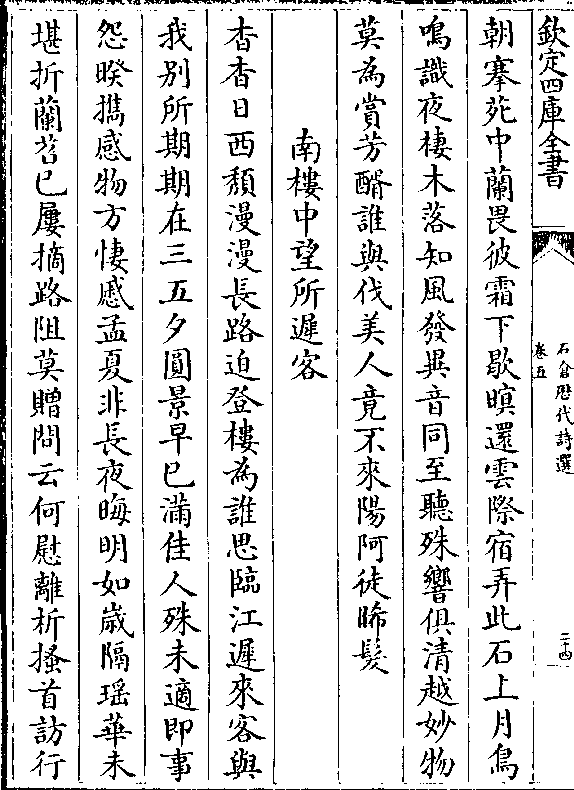 欽定四庫全書
石倉歴代詩選
卷五
二十四
朝搴苑中蘭畏彼霜下歇暝還雲際宿弄此石上月鳥
鳴識夜棲木落知風發異音同至聽殊響俱清越妙物
莫為賞芳醑誰與伐美人竟不來陽阿徒晞髮
南樓中望所遲客
杳杳日西頽漫漫長路迫登樓為誰思臨江遲來客與
我别所期期在三五夕圓景早已滿佳人殊未適即事
怨暌攜感物方悽慼孟夏非長夜晦明如歲隔瑶華未
堪折蘭苕已屢摘路阻莫贈問云何慰離析搔首訪行